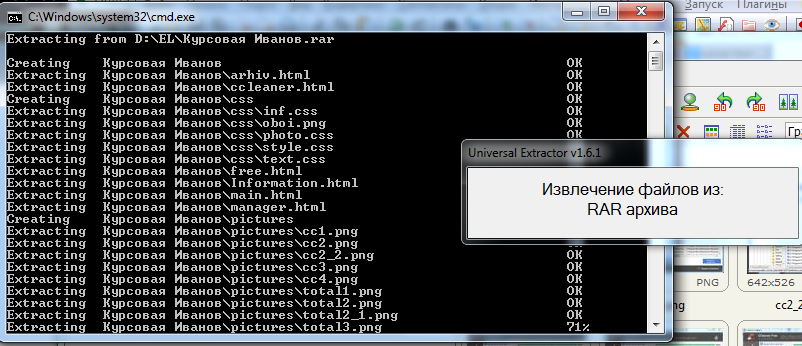 C:\Windows\system32\cmd.exe
Запуск Плагины
Extracting from D:\EL\Курсовая Иванов.rar
Creating Курсовая Иванов OK
Extracting Курсовая Иванов\arhiv.html OK
Extracting Курсовая Иванов\ccleaner.html OK
Creating Курсовая Иванов\css OK
Extracting Курсовая Иванов\css\inf.css OK
Extracting Курсовая Иванов\css\oboi.png OK
Extracting Курсовая Иванов\css\photo.css OK
Extracting Курсовая Иванов\css\style.css OK
Extracting Курсовая Иванов\css\text.css OK
Extracting Курсовая Иванов\free.html OK
Extracting Курсовая Иванов\Information.html OK
Extracting Курсовая Иванов\main.html OK
Extracting Курсовая Иванов\manager.html OK
Creating Курсовая Иванов\pictures OK
Extracting Курсовая Иванов\pictures\cc1.png OK
Extracting Курсовая Иванов\pictures\cc2.png OK
Extracting Курсовая Иванов\pictures\cc2_2.png OK
Extracting Курсовая Иванов\pictures\cc3.png OK
Extracting Курсовая Иванов\pictures\cc4.png OK
Extracting Курсовая Иванов\pictures\total1.png OK
Extracting Курсовая Иванов\pictures\total2.png OK
Extracting Курсовая Иванов\pictures\total2_1.png OK
Extracting Курсовая Иванов\pictures\total3.png 71%
Universal Extractor v1.6.1
Извлечение файлов из:
RAR архива
PNG
642x526
cc2_2